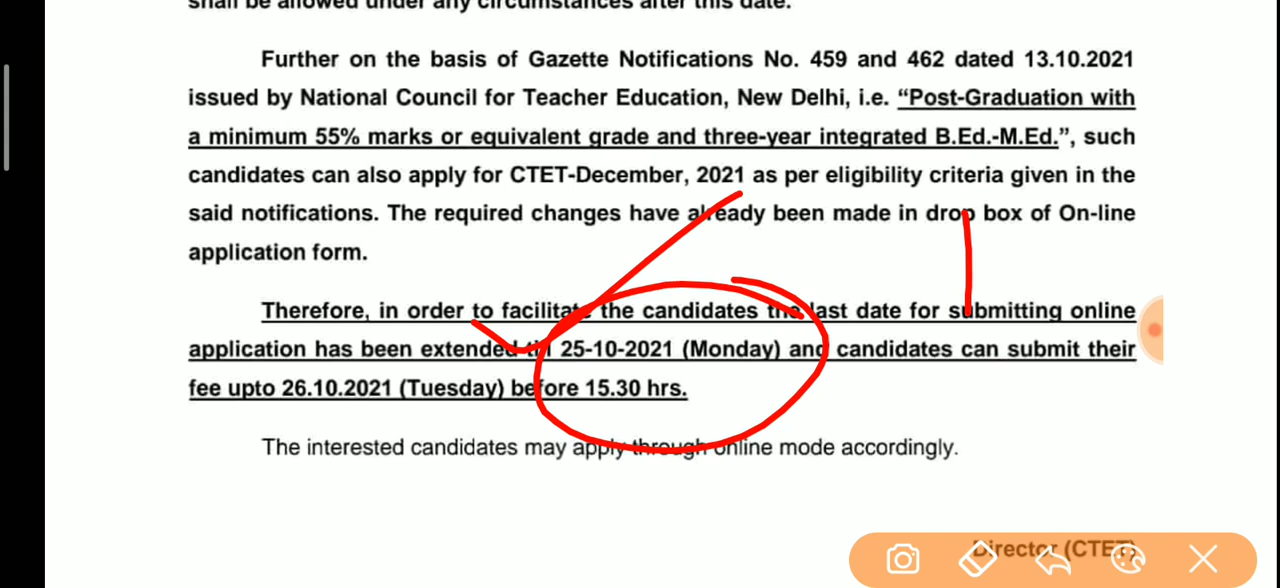 shall be allowed under any circumstances after this date.
Further on the basis of Gazette Notifications No. 459 and 462 dated 13.10.2021
issued by National Council for Teacher Education, New Delhi, i.e. “Post-Graduation with
a minimum 55% marks or equivalent grade and three-year integrated B.Ed.-M.Ed.”, such
candidates can also apply for CTET-December, 2021 as per eligibility criteria given in the
said notifications. The required changes have already been made in drop box of On-line
application form.
Therefore, in order to facilitate the candidates the last date for submitting online
application has been extended till 25-10-2021 (Monday) and candidates can submit their
fee upto 26.10.2021 (Tuesday) before 15.30 hrs.
The interested candidates may apply through online mode accordingly.
Director (CTET)